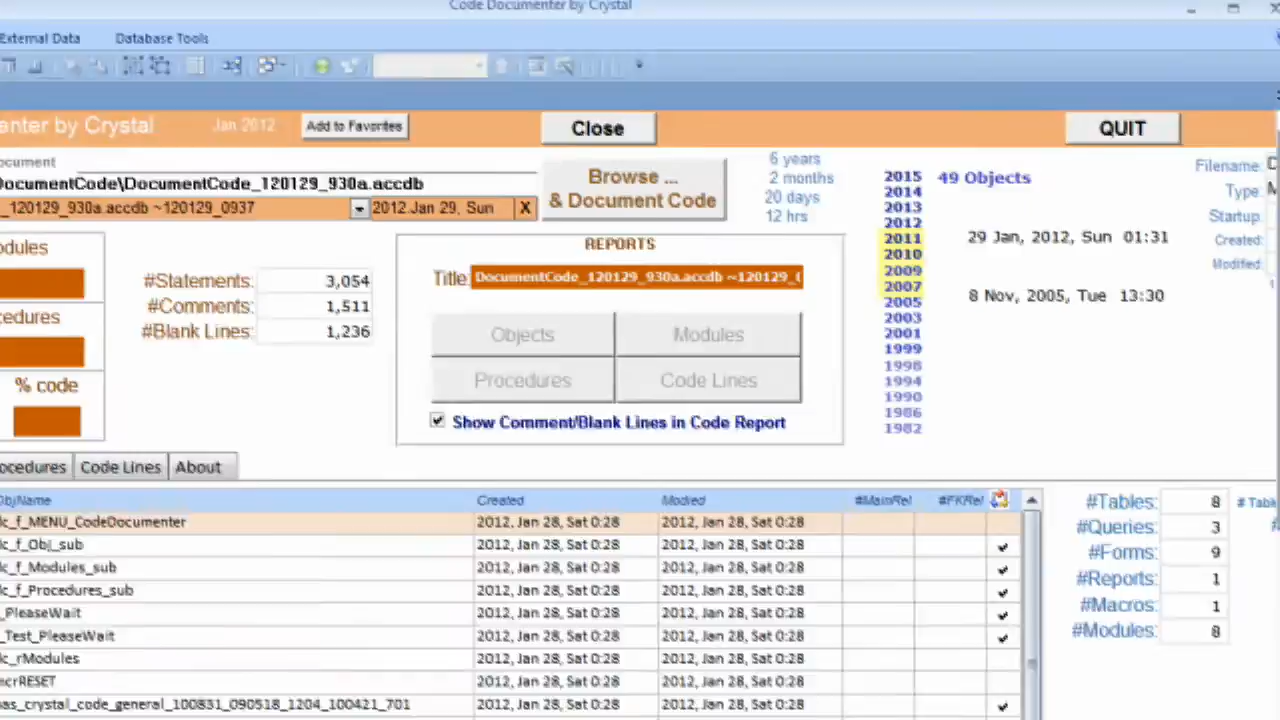 Code Documenter by Crystal
External Data Database Tools
enter by Crystal Jan 2012 Add to Favorites Close QUIT
ocument
DocumentCode\DocumentCode_120129_930a.accdb
_120129_930a.accdb ~120129_0937 2012 Jan 29, Sun X
Browse ...
& Document Code
6 years
2 months
20 days
12 hrs
2015
2014
2013
2012
2011
2010
2009
2007
2005
2003
2001
1999
1998
1994
1990
1986
1982
49 Objects
29 Jan, 2012, Sun 01:31
8 Nov, 2005, Tue 13:30
Filename: D
Type: M
Startup:
Created:
Modified:
odules
cedures
% code
#Statements: 3,054
#Comments: 1,511
#Blank Lines: 1,236
REPORTS
Title: DocumentCode_120129_930a.accdb ~120129_0
Objects Modules
Procedures Code Lines
Show Comment/Blank Lines in Code Report
ocedures Code Lines About
ObjName Created Modied #MainRel #FKRel
lc_f_MENU_CodeDocumenter 2012, Jan 28, Sat 0:28 2012, Jan 28, Sat 0:28
lc_f_Obj_sub 2012, Jan 28, Sat 0:28 2012, Jan 28, Sat 0:28
lc_f_Modules_sub 2012, Jan 28, Sat 0:28 2012, Jan 28, Sat 0:28
lc_f_Procedures_sub 2012, Jan 28, Sat 0:28 2012, Jan 28, Sat 0:28
_PleaseWait 2012, Jan 28, Sat 0:28 2012, Jan 28, Sat 0:28
_Test_PleaseWait 2012, Jan 28, Sat 0:28 2012, Jan 28, Sat 0:28
lc_rModules 2012, Jan 28, Sat 0:28 2012, Jan 28, Sat 0:28
ncrRESET 2012, Jan 28, Sat 0:28 2012, Jan 28, Sat 0:28
bas_crystal_code_general_100831_090518_1204_100421_701 2012, Jan 28, Sat 0:28 2012, Jan 28, Sat 0:28
#Tables: 8 # Table
#Queries: 3 #
#Forms: 9
#Reports: 1
#Macros: 1
#Modules: 8